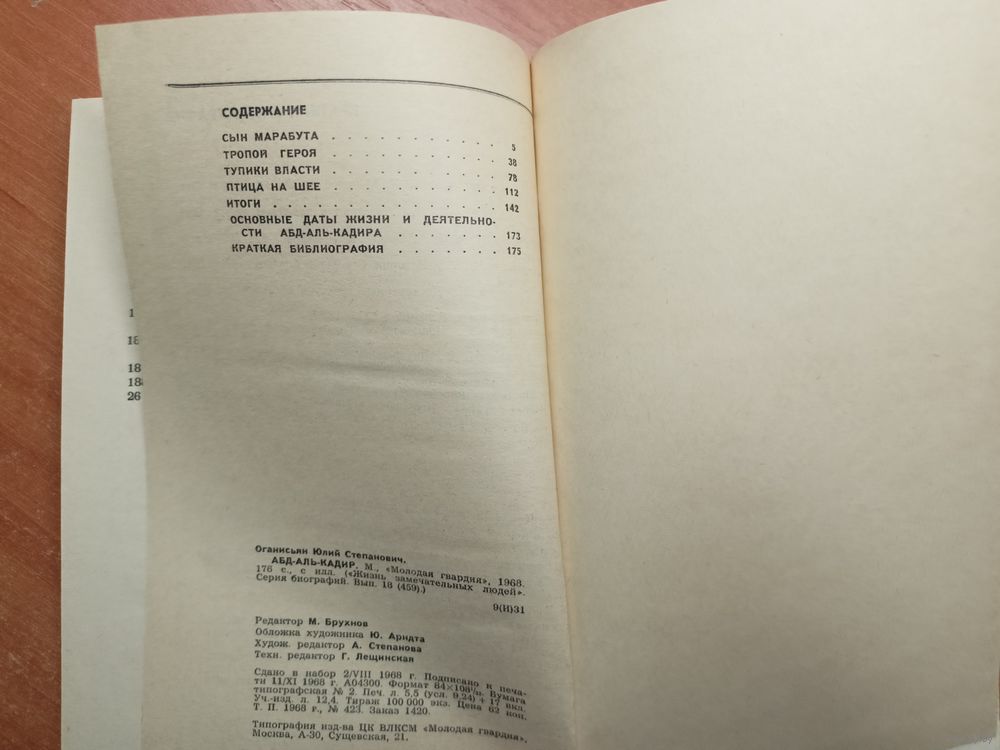 СОДЕРЖАНИЕ
СЫН МАРАБУТА . . . . . . . . . . 5
ТРОПОЙ ГЕРОЯ . . . . . . . . . . 38
ТУПИКИ ВЛАСТИ . . . . . . . . . . 78
ПТИЦА НА ШЕЕ . . . . . . . . . . 112
ИТОГИ . . . . . . . . . . . . . 142
ОСНОВНЫЕ ДАТЫ ЖИЗНИ И ДЕЯТЕЛЬНО-
СТИ АБД-АЛЬ-КАДИРА . . . . . . 173
КРАТКАЯ БИБЛИОГРАФИЯ . . . . . . 175
1
18
18
188
26
Оганисьян Юлий Степанович.
АБД-АЛЬ-КАДИР. М., «Молодая гвардия», 1968.
176 с., с илл. («Жизнь замечательных людей».
Серия биографий. Вып. 16 (459).)
9(И)31
Редактор М. Брухнов
Обложка художника Ю. Арндта
Худож. редактор А. Степанова
Техн. редактор Г. Лещинская
Сдано в набор 2/VIII 1968 г. Подписано к печа-
ти 11/XI 1968 г. А04300. Формат 84×108¹/₃₂. Бумага
типографская № 2. Печ. л. 5,5 (усл. 9,24) + 17 вкл.
Уч.-изд. л. 12,4. Тираж 100 000 экз. Цена 62 коп.
Т. П. 1968 г., № 423. Заказ 1420.
Типография изд-ва ЦК ВЛКСМ «Молодая гвардия».
Москва, А-30, Сущевская, 21.